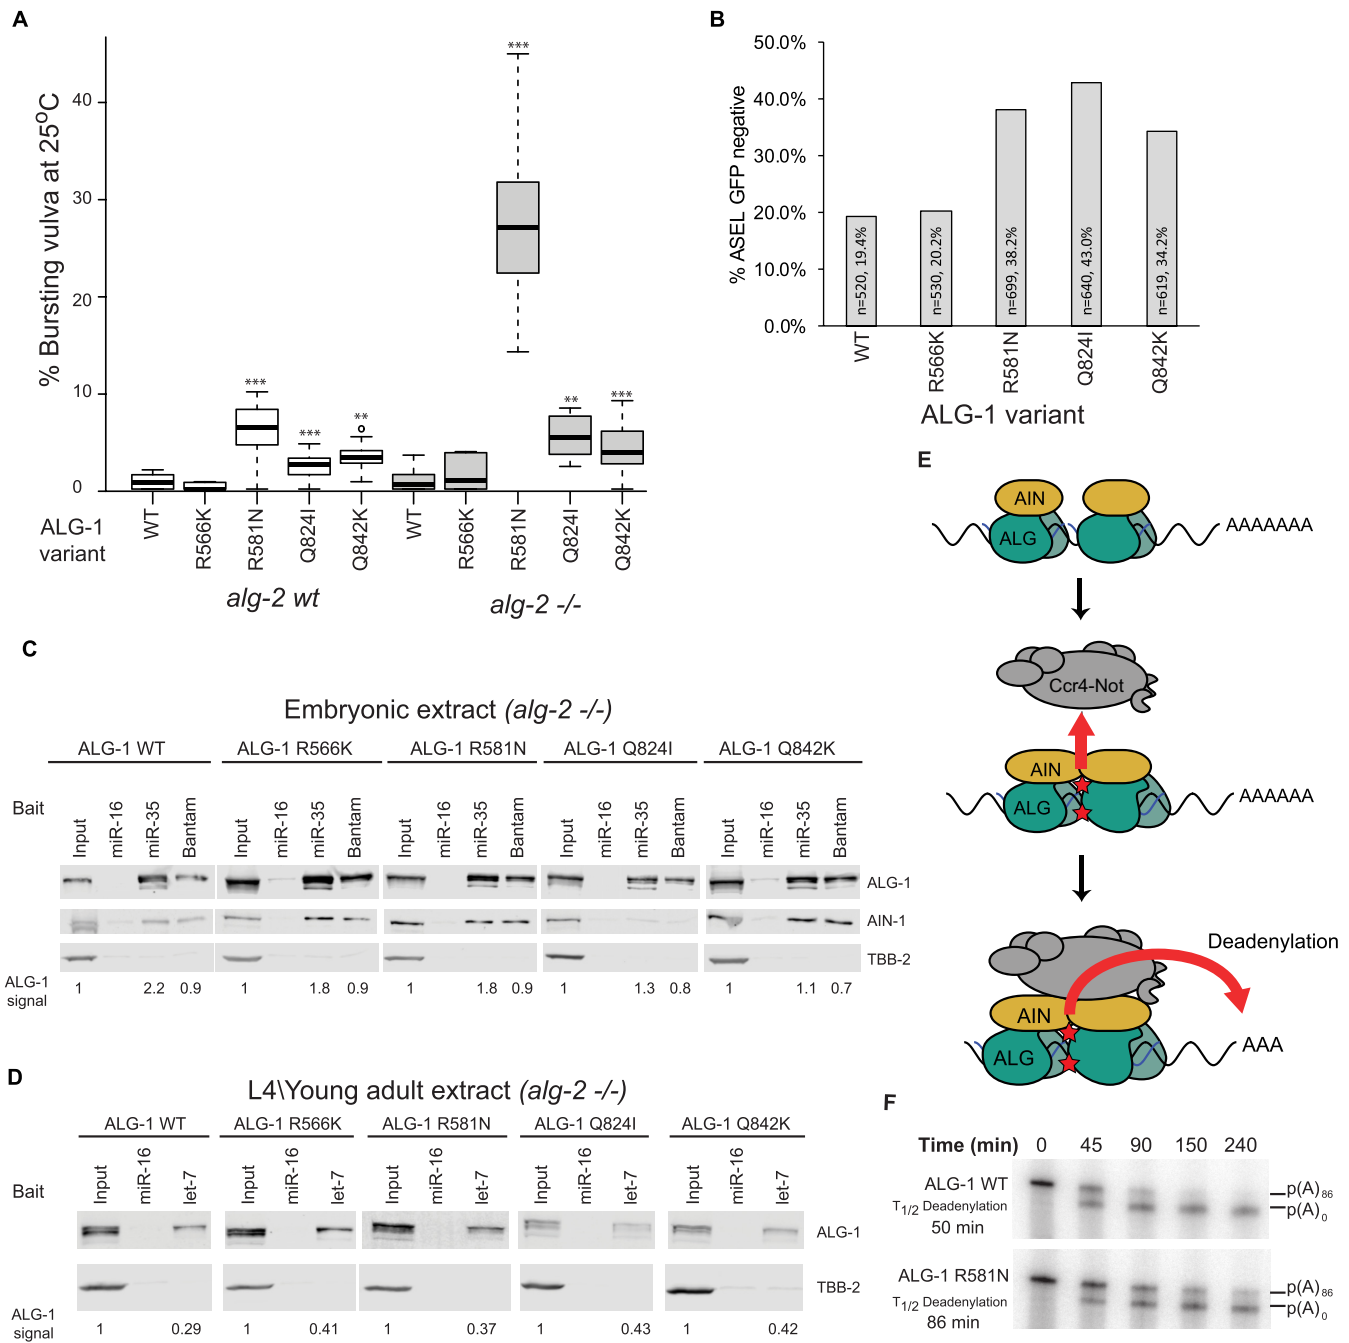 A
% Bursting vulva at 25°C
40
30
20
10
0
***
***
**
***
**
***
ALG-1 variant
WT
R566K
R581N
Q824I
Q842K
WT
R566K
R581N
Q824I
Q842K
alg-2 wt
alg-2 -/-
B
% ASEL GFP negative
50.0%
40.0%
30.0%
20.0%
10.0%
0.0%
n=520, 19.4%
n=530, 20.2%
n=699, 38.2%
n=640, 43.0%
n=619, 34.2%
WT
R566K
R581N
Q824I
Q842K
ALG-1 variant
C
Embryonic extract (alg-2 -/-)
ALG-1 WT
ALG-1 R566K
ALG-1 R581N
ALG-1 Q824I
ALG-1 Q842K
Bait
Input miR-16 miR-35 Bantam
Input miR-16 miR-35 Bantam
Input miR-16 miR-35 Bantam
Input miR-16 miR-35 Bantam
Input miR-16 miR-35 Bantam
ALG-1
AIN-1
TBB-2
ALG-1 signal
1 2.2 0.9
1 1.8 0.9
1 1.8 0.9
1 1.3 0.8
1 1.1 0.7
D
L4\Young adult extract (alg-2 -/-)
ALG-1 WT
ALG-1 R566K
ALG-1 R581N
ALG-1 Q824I
ALG-1 Q842K
Bait
Input miR-16 let-7
Input miR-16 let-7
Input miR-16 let-7
Input miR-16 let-7
Input miR-16 let-7
ALG-1
TBB-2
ALG-1 signal
1 0.29
1 0.41
1 0.37
1 0.43
1 0.42
E
AIN
ALG
AAAAAAA
Ccr4-Not
AIN
ALG
AAAAAA
Deadenylation
AIN
ALG
AAA
F
Time (min) 0 45 90 150 240
ALG-1 WT
T1/2 Deadenylation
50 min
p(A)86
p(A)0
ALG-1 R581N
T1/2 Deadenylation
86 min
p(A)86
p(A)0